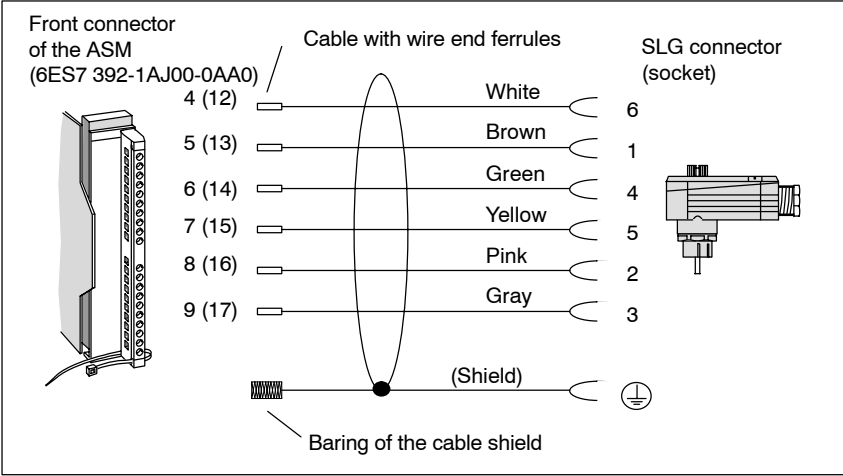 Front connector
of the ASM
(6ES7 392-1AJ00-0AA0)
Cable with wire end ferrules
SLG connector
(socket)
4 (12) White 6
5 (13) Brown 1
6 (14) Green 4
7 (15) Yellow 5
8 (16) Pink 2
9 (17) Gray 3
(Shield)
Baring of the cable shield